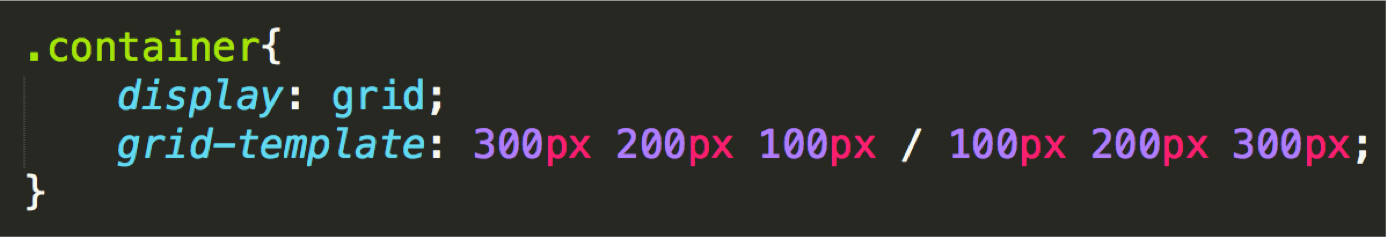 .container{
    display: grid;
    grid-template: 300px 200px 100px / 100px 200px 300px;
}